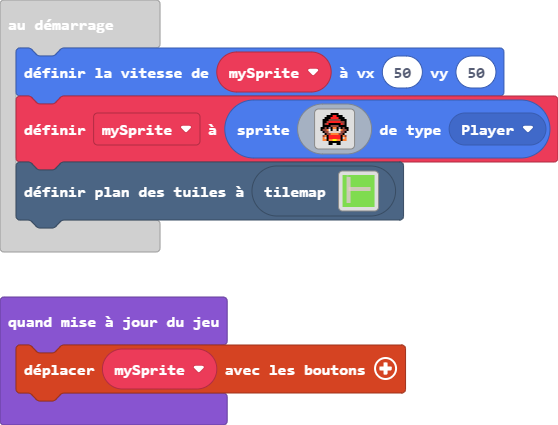 au démarrage
définir la vitesse de mySprite à vx 50 vy 50
définir mySprite à sprite de type Player
définir plan des tuiles à tilemap
quand mise à jour du jeu
déplacer mySprite avec les boutons